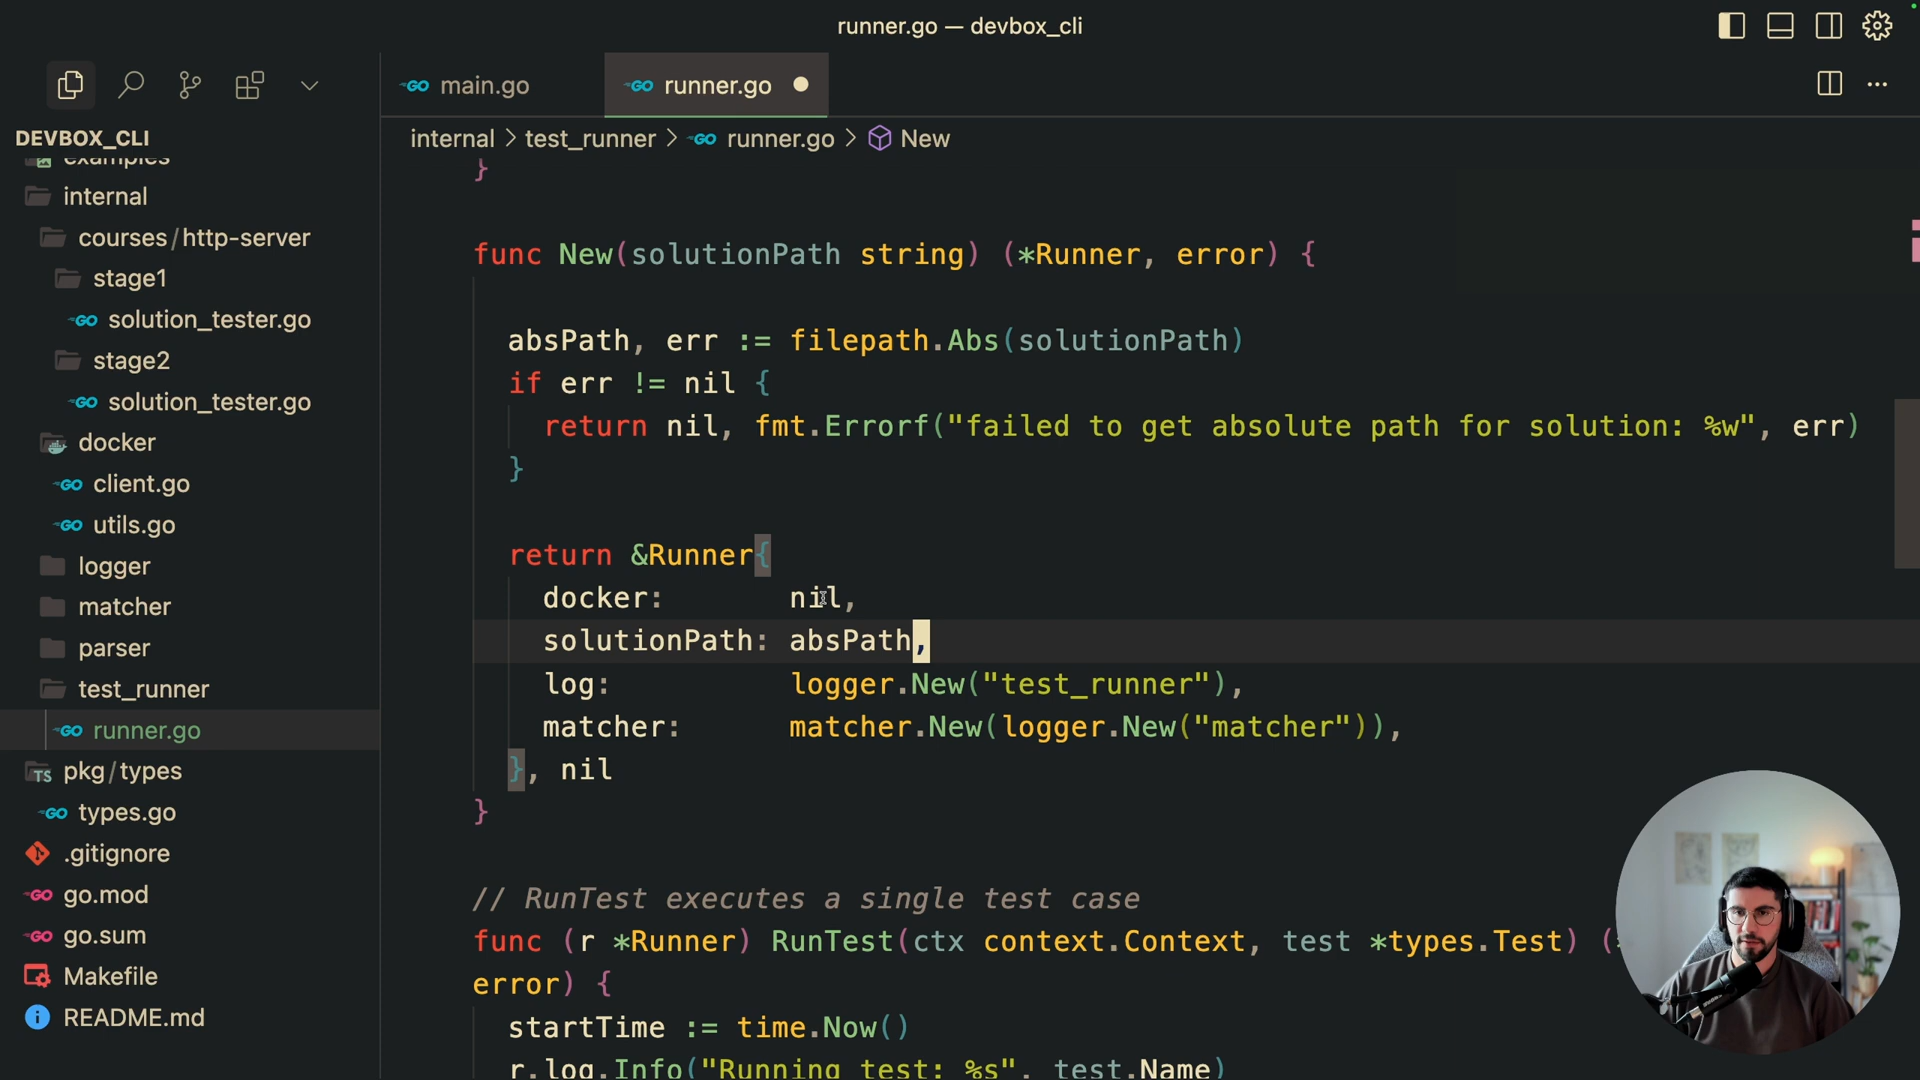 runner.go — devbox_cli
main.go
runner.go
DEVBOX_CLI
internal > test_runner > runner.go > New
examples
internal
courses/http-server
stage1
solution_tester.go
stage2
solution_tester.go
docker
client.go
utils.go
logger
matcher
parser
test_runner
runner.go
pkg/types
types.go
.gitignore
go.mod
go.sum
Makefile
README.md
}
func New(solutionPath string) (*Runner, error) {
absPath, err := filepath.Abs(solutionPath)
if err != nil {
return nil, fmt.Errorf("failed to get absolute path for solution: %w", err)
}
return &Runner{
docker: nil,
solutionPath: absPath,
log: logger.New("test_runner"),
matcher: matcher.New(logger.New("matcher")),
}, nil
}
// RunTest executes a single test case
func (r *Runner) RunTest(ctx context.Context, test *types.Test) (
error) {
startTime := time.Now()
r.log.Info("Running test: %s", test.Name)